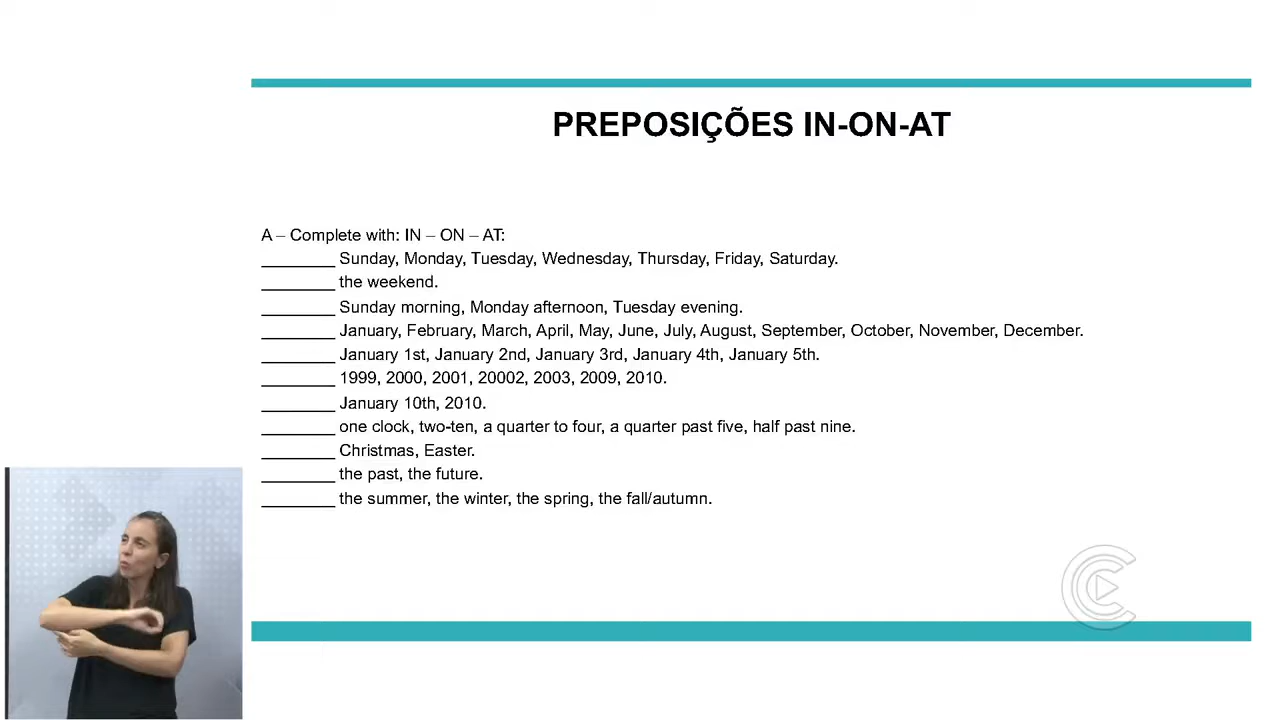 PREPOSIÇÕES IN-ON-AT
A – Complete with: IN – ON – AT:
________ Sunday, Monday, Tuesday, Wednesday, Thursday, Friday, Saturday.
________ the weekend.
________ Sunday morning, Monday afternoon, Tuesday evening.
________ January, February, March, April, May, June, July, August, September, October, November, December.
________ January 1st, January 2nd, January 3rd, January 4th, January 5th.
________ 1999, 2000, 2001, 20002, 2003, 2009, 2010.
________ January 10th, 2010.
________ one clock, two-ten, a quarter to four, a quarter past five, half past nine.
________ Christmas, Easter.
________ the past, the future.
________ the summer, the winter, the spring, the fall/autumn.